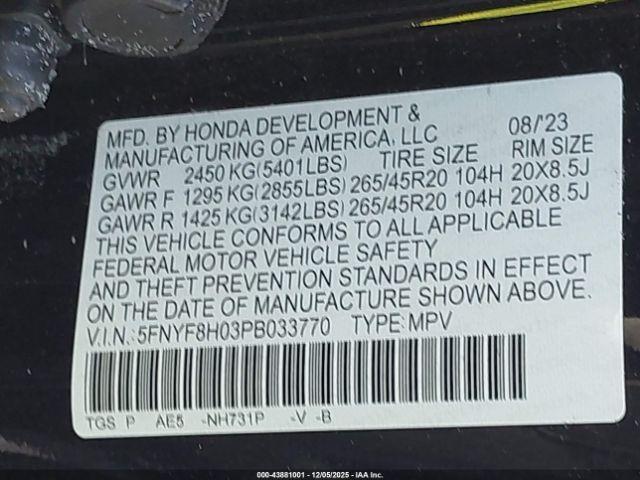 MFD. BY HONDA DEVELOPMENT &
MANUFACTURING OF AMERICA, LLC 08/'23
GVWR 2450 KG(5401LBS) TIRE SIZE RIM SIZE
GAWR F 1295 KG(2855LBS) 265/45R20 104H 20X8.5J
GAWR R 1425 KG(3142LBS) 265/45R20 104H 20X8.5J
THIS VEHICLE CONFORMS TO ALL APPLICABLE
FEDERAL MOTOR VEHICLE SAFETY
AND THEFT PREVENTION STANDARDS IN EFFECT
ON THE DATE OF MANUFACTURE SHOWN ABOVE.
V.I.N.:5FNYF8H03PB033770 TYPE:MPV
TGS P AE5 -NH731P -V -B
000-43881001 - 12/05/2025 - IAA Inc.